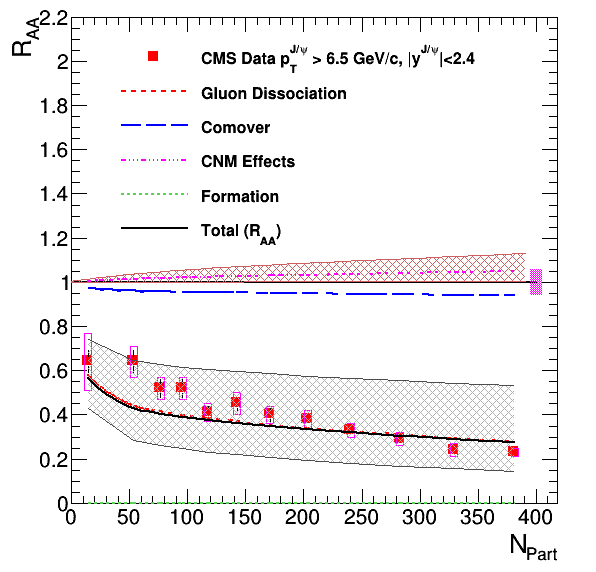 R_AA
2.2
2
1.8
1.6
1.4
1.2
1
0.8
0.6
0.4
0.2
0
CMS Data p_T^J/ψ > 6.5 GeV/c, |y^J/ψ|<2.4
Gluon Dissociation
Comover
CNM Effects
Formation
Total (R_AA)
0 50 100 150 200 250 300 350 400
N_Part